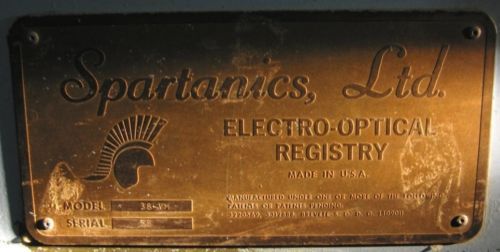 Spartanics, Ltd.
ELECTRO-OPTICAL
REGISTRY
MADE IN U.S.A.
MANUFACTURED UNDER ONE OR MORE OF THE
PATENTS OR PATENTS PENDING.
MODEL
SERIAL